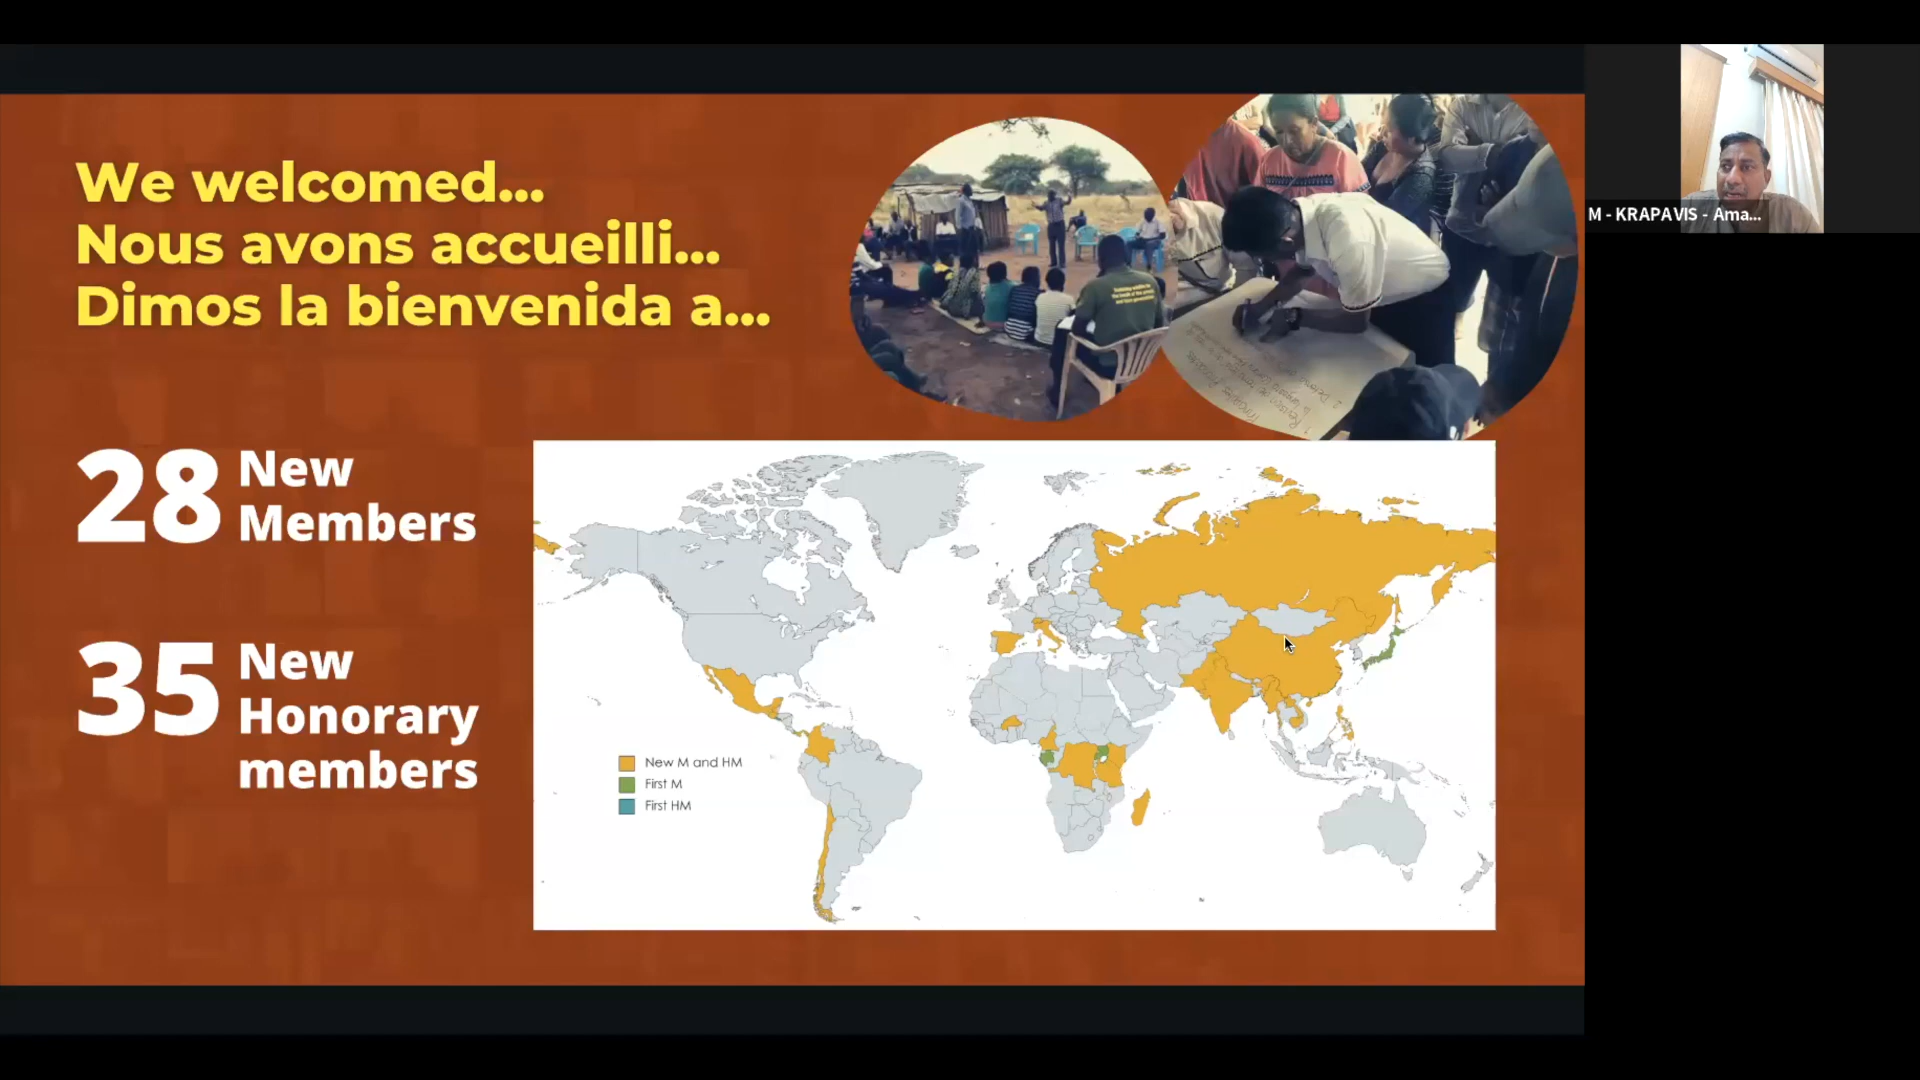 We welcomed...
Nous avons accueilli...
Dimos la bienvenida a...
28 New
Members
35 New
Honorary
members
New M and HM
First M
First HM
M - KRAPAVIS - Ama...